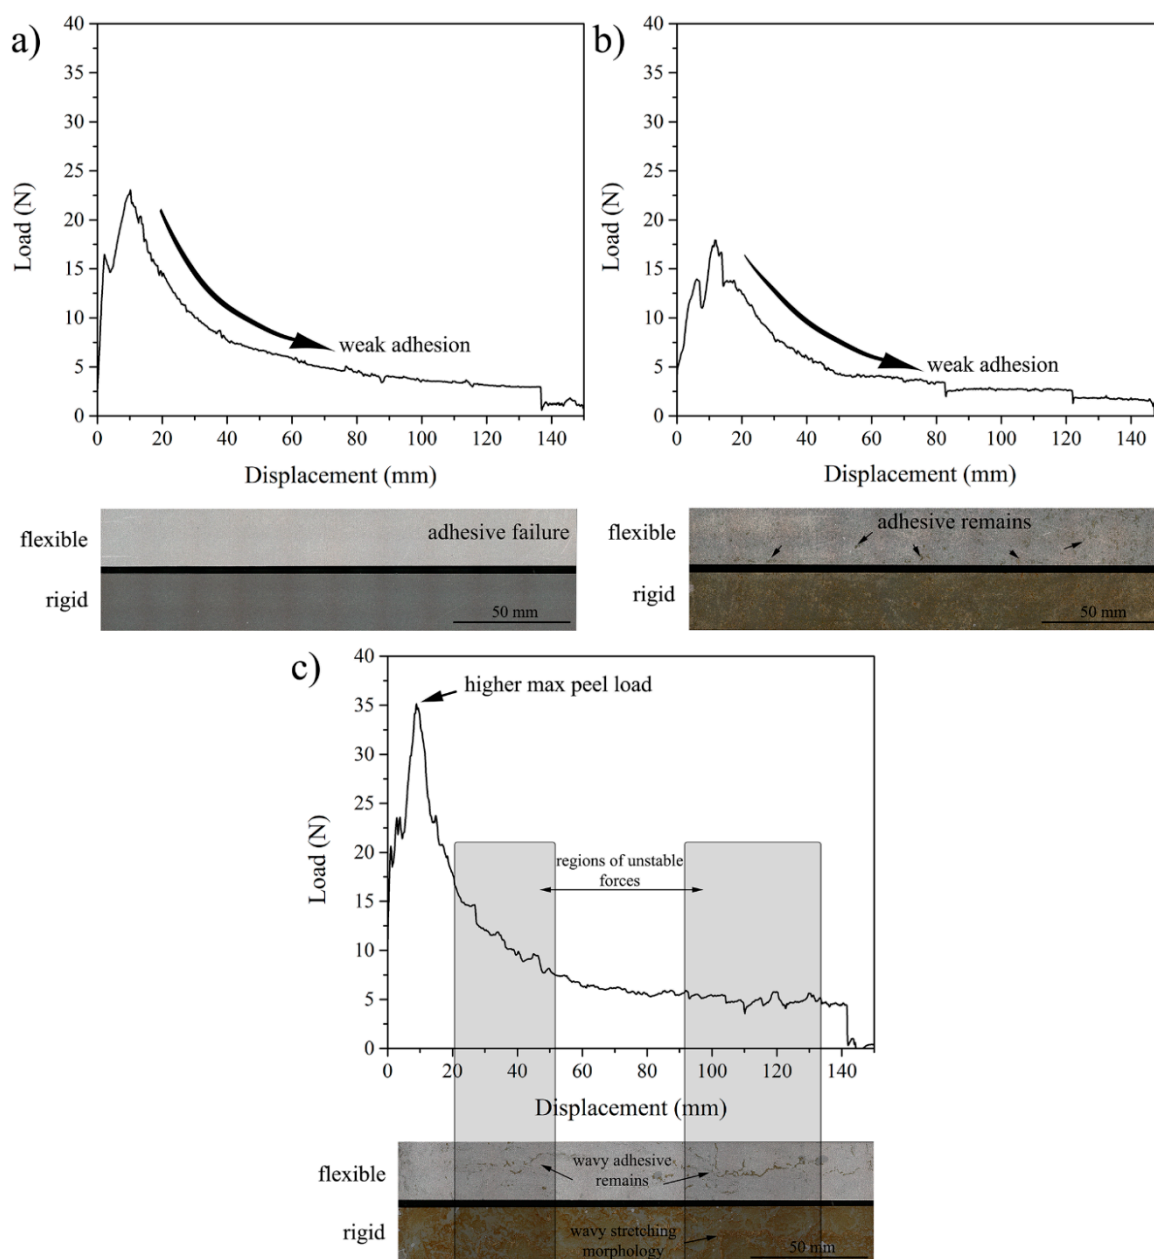 a)
40
35
30
25
20
15
10
5
0
Load (N)
weak adhesion
0 20 40 60 80 100 120 140
Displacement (mm)
flexible
adhesive failure
rigid
50 mm
b)
40
35
30
25
20
15
10
5
0
Load (N)
weak adhesion
0 20 40 60 80 100 120 140
Displacement (mm)
flexible
adhesive remains
rigid
50 mm
c)
40
35
30
25
20
15
10
5
0
Load (N)
higher max peel load
regions of unstable
forces
0 20 40 60 80 100 120 140
Displacement (mm)
flexible
wavy adhesive
remains
rigid
wavy stretching
morphology
50 mm